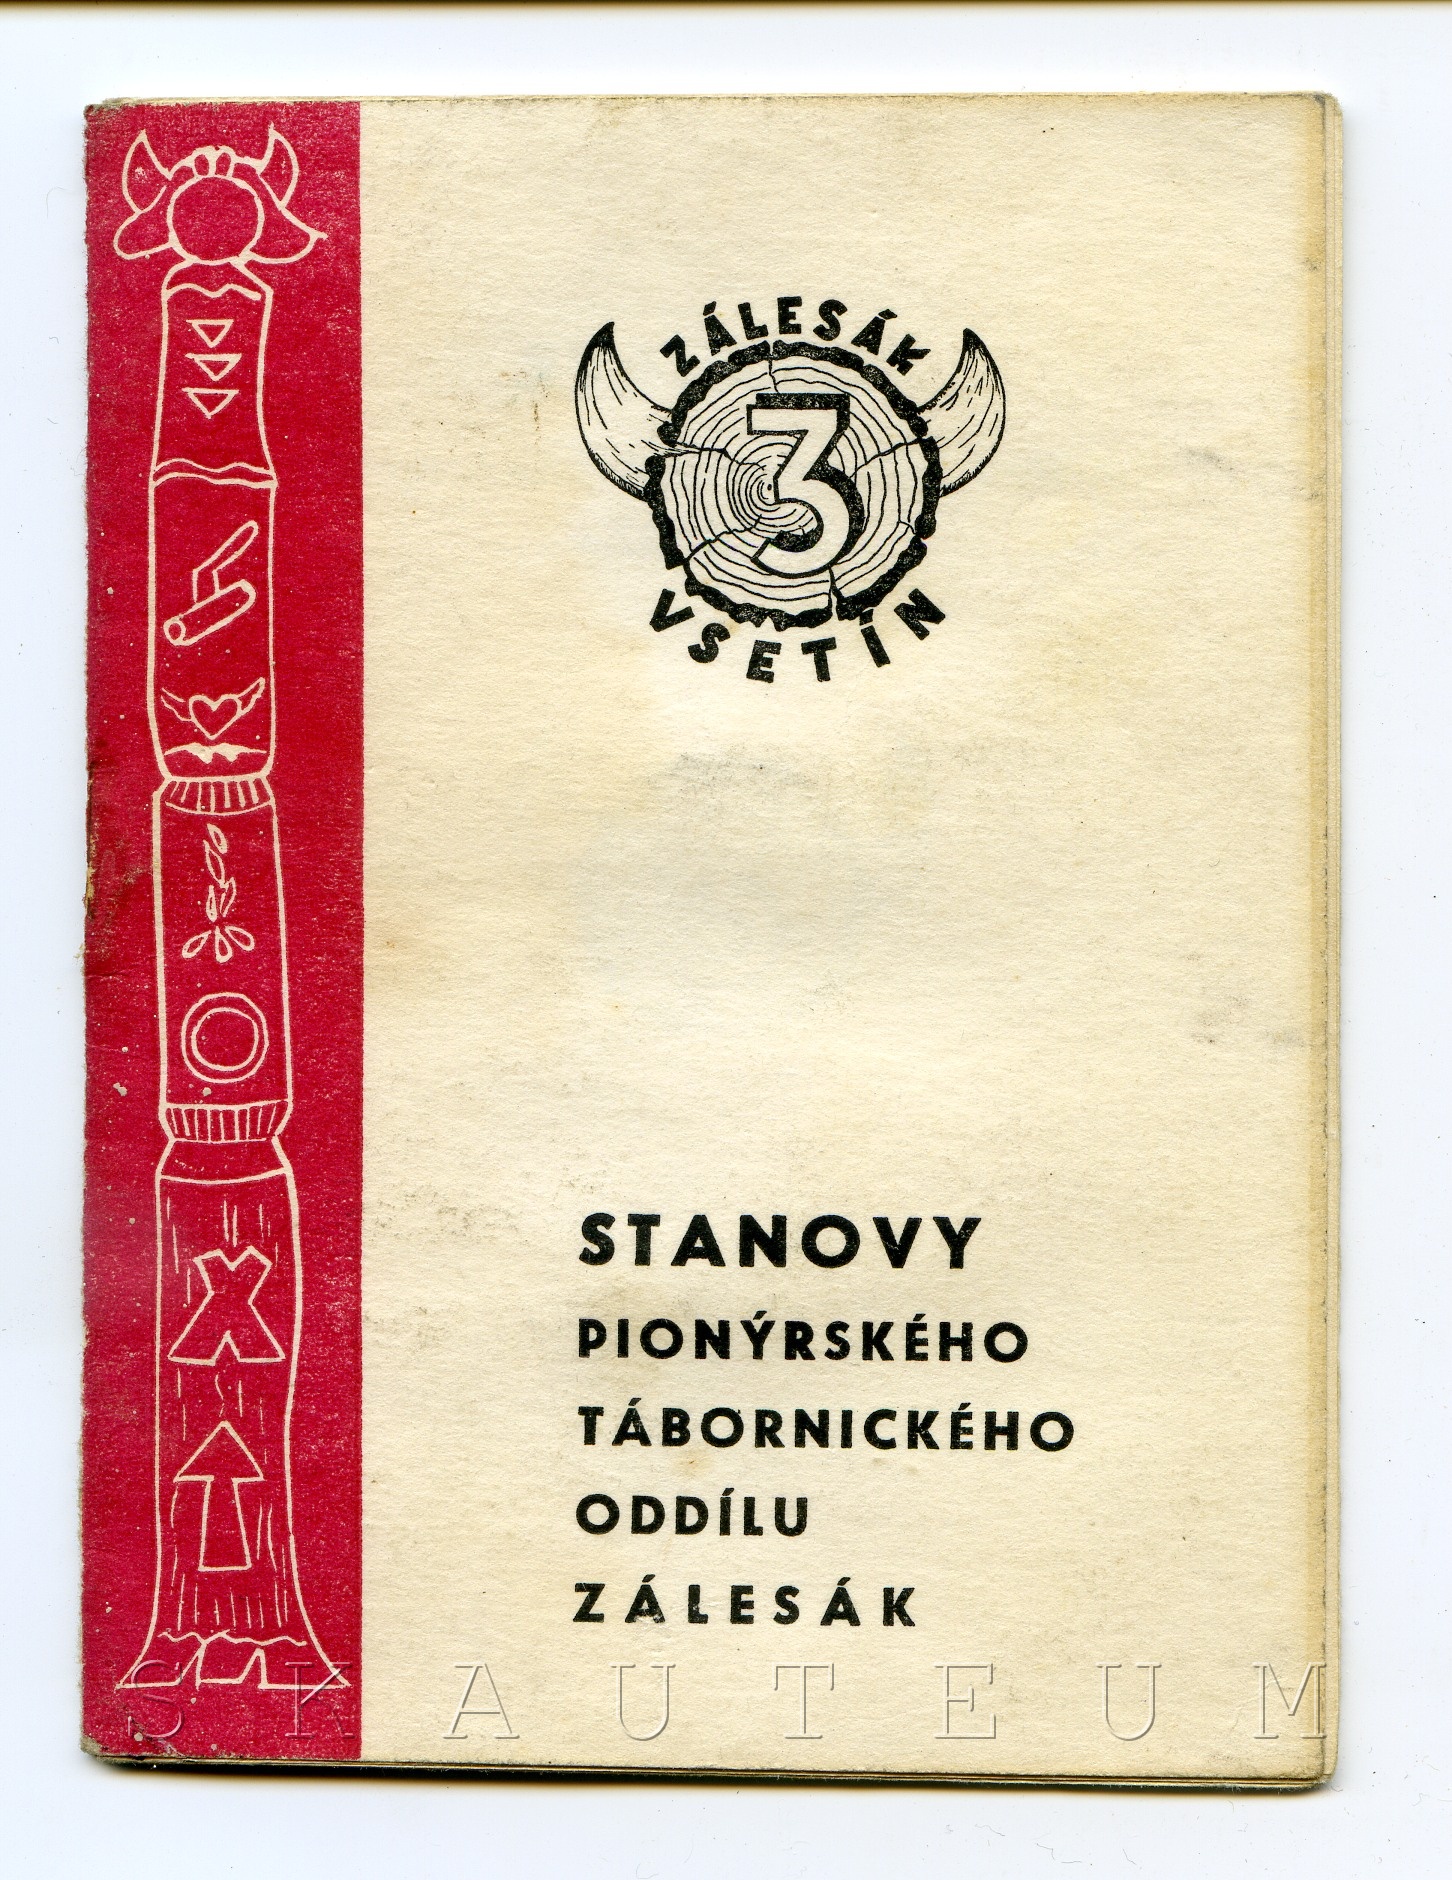 ZÁLESÁK
3
VSETÍN
STANOVY
PIONÝRSKÉHO
TÁBORNICKÉHO
ODDÍLU
ZÁLESÁK
SKAUTEUM